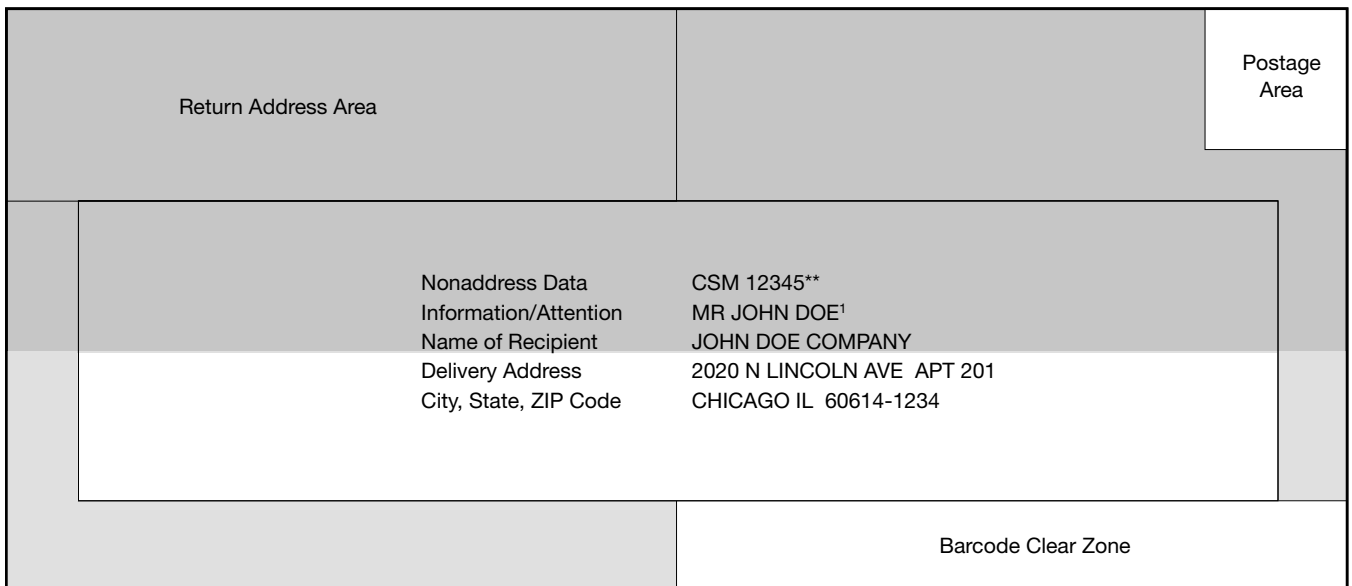 Return Address Area
Postage
Area
Nonaddress Data CSM 12345**
Information/Attention MR JOHN DOE¹
Name of Recipient JOHN DOE COMPANY
Delivery Address 2020 N LINCOLN AVE APT 201
City, State, ZIP Code CHICAGO IL 60614-1234
Barcode Clear Zone